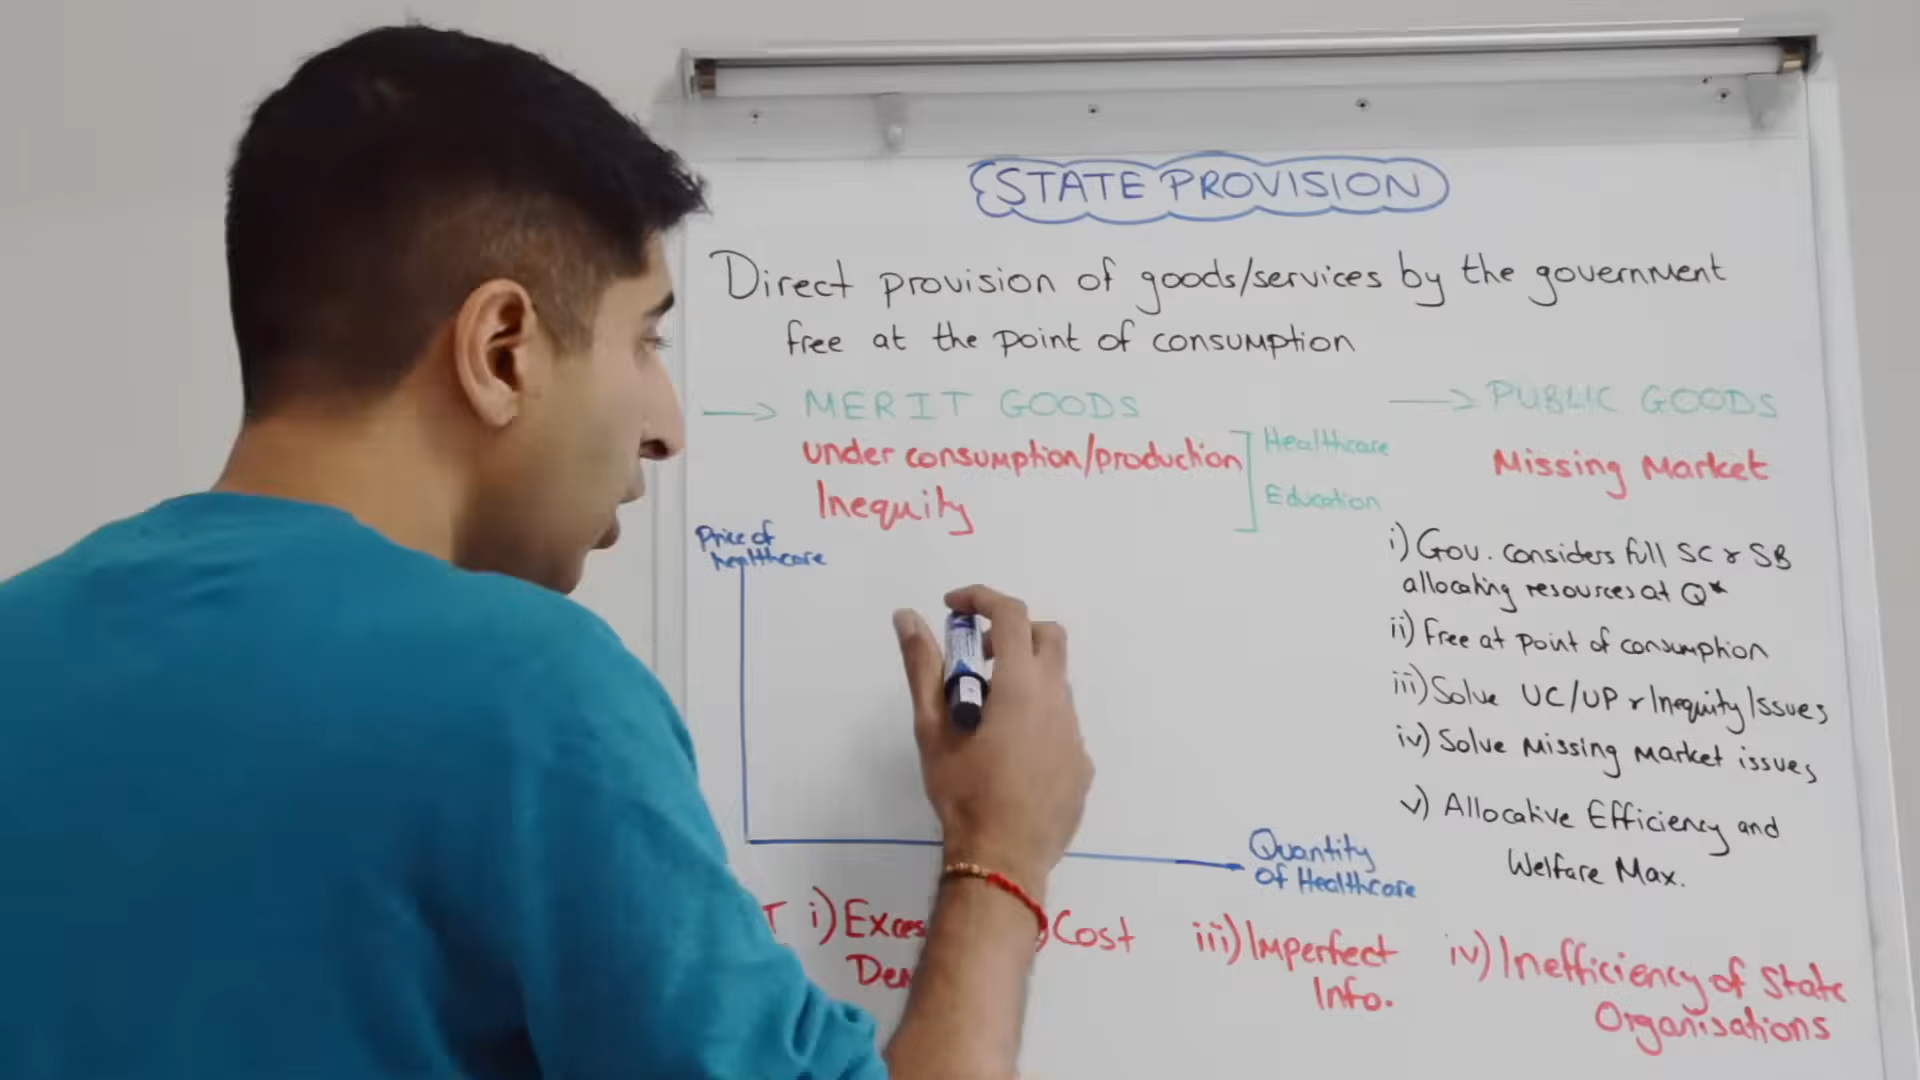 STATE PROVISION
Direct provision of goods/services by the government
free at the point of consumption
→ MERIT GOODS
under consumption/production
Inequity
Healthcare
Education
→ PUBLIC GOODS
Missing Market
Price of
healthcare
Quantity
of Healthcare
i) Gov. considers full SC & SB
allocating resources at Q*
ii) Free at point of consumption
iii) Solve UC/UP & Inequity Issues
iv) Solve Missing Market issues
v) Allocative Efficiency and
Welfare Max.
i)
Cost
iii) Imperfect
Info.
iv) Inefficiency of State
Organisations